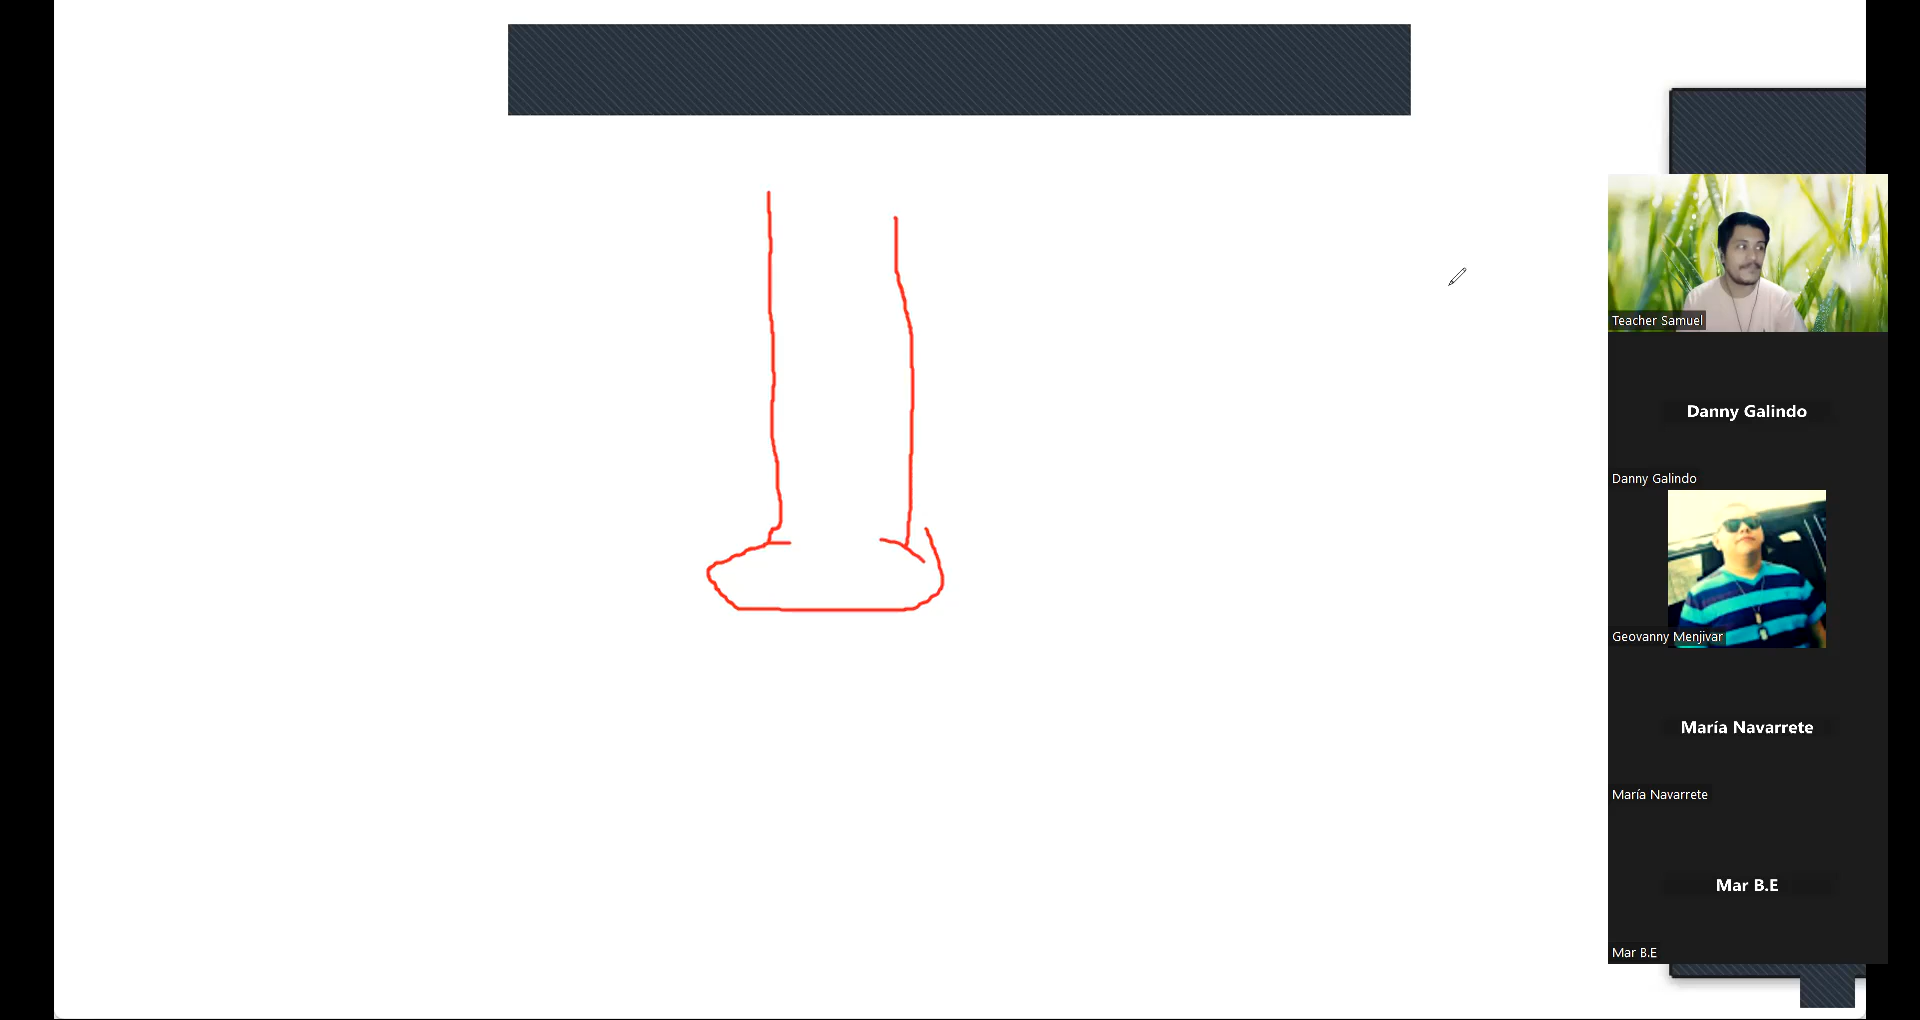 Teacher Samuel
Danny Galindo
Danny Galindo
Geovanny Menjivar
María Navarrete
María Navarrete
Mar B.E
Mar B.E